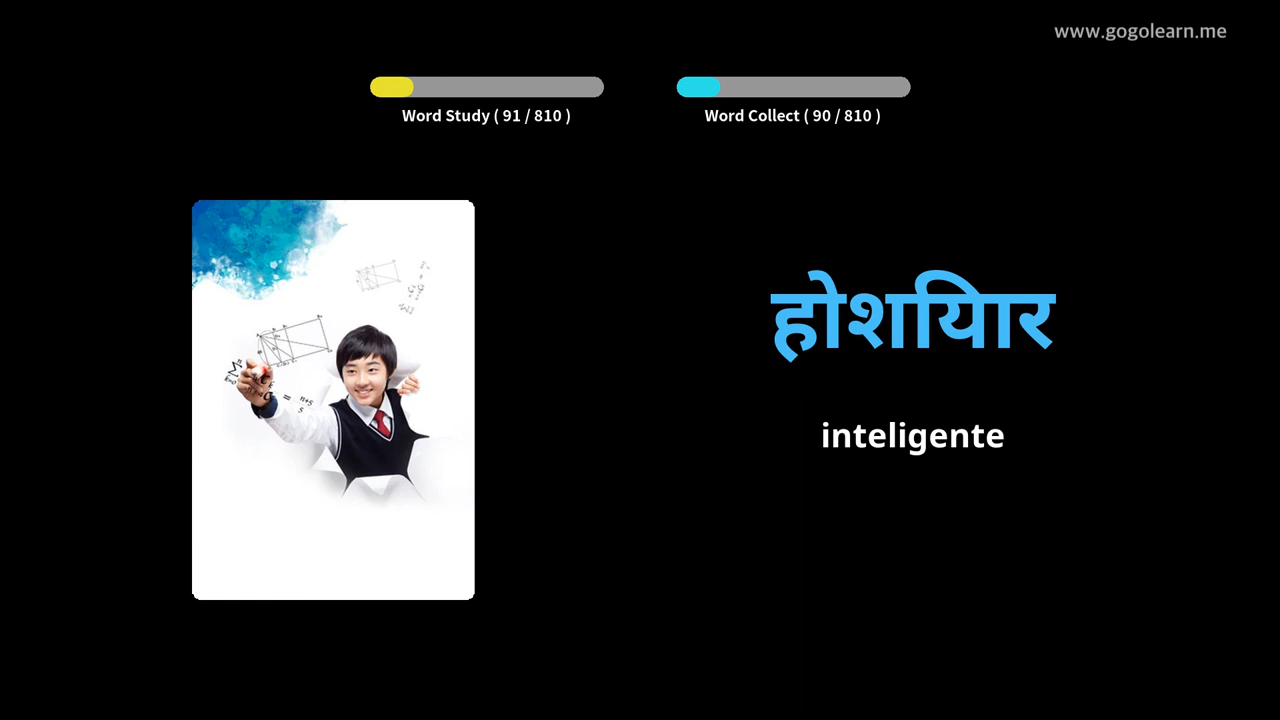 www.gogolearn.me
Word Study ( 91 / 810 )
Word Collect ( 90 / 810 )
होशियार
inteligente